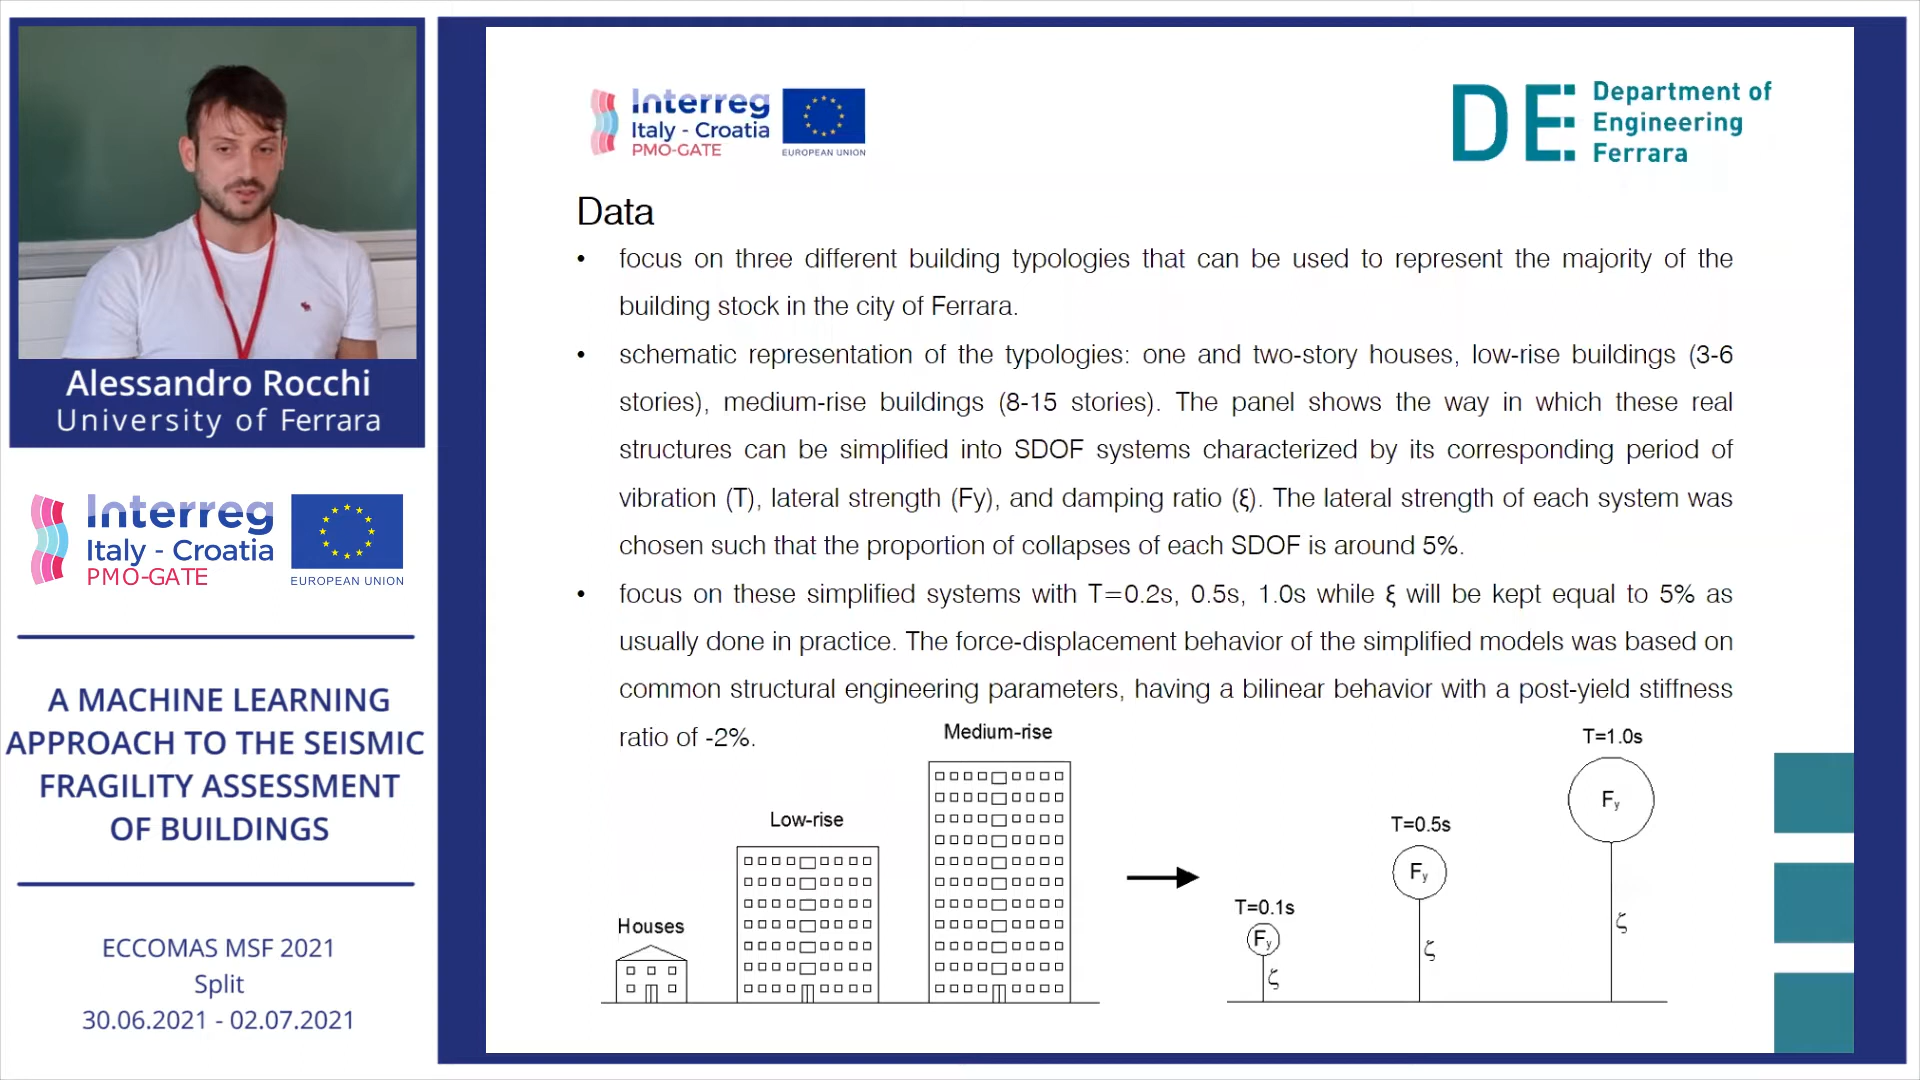 Alessandro Rocchi
University of Ferrara
Interreg
Italy - Croatia
PMO-GATE
EUROPEAN UNION
A MACHINE LEARNING
APPROACH TO THE SEISMIC
FRAGILITY ASSESSMENT
OF BUILDINGS
ECCOMAS MSF 2021
Split
30.06.2021 - 02.07.2021
Interreg
Italy - Croatia
PMO-GATE
EUROPEAN UNION
DE
Department of
Engineering
Ferrara
Data
• focus on three different building typologies that can be used to represent the majority of the
building stock in the city of Ferrara.
• schematic representation of the typologies: one and two-story houses, low-rise buildings (3-6
stories), medium-rise buildings (8-15 stories). The panel shows the way in which these real
structures can be simplified into SDOF systems characterized by its corresponding period of
vibration (T), lateral strength (Fy), and damping ratio (ξ). The lateral strength of each system was
chosen such that the proportion of collapses of each SDOF is around 5%.
• focus on these simplified systems with T=0.2s, 0.5s, 1.0s while ξ will be kept equal to 5% as
usually done in practice. The force-displacement behavior of the simplified models was based on
common structural engineering parameters, having a bilinear behavior with a post-yield stiffness
ratio of -2%.
Houses
Low-rise
Medium-rise
T=0.1s
Fy
ζ
T=0.5s
Fy
ζ
T=1.0s
Fy
ζ